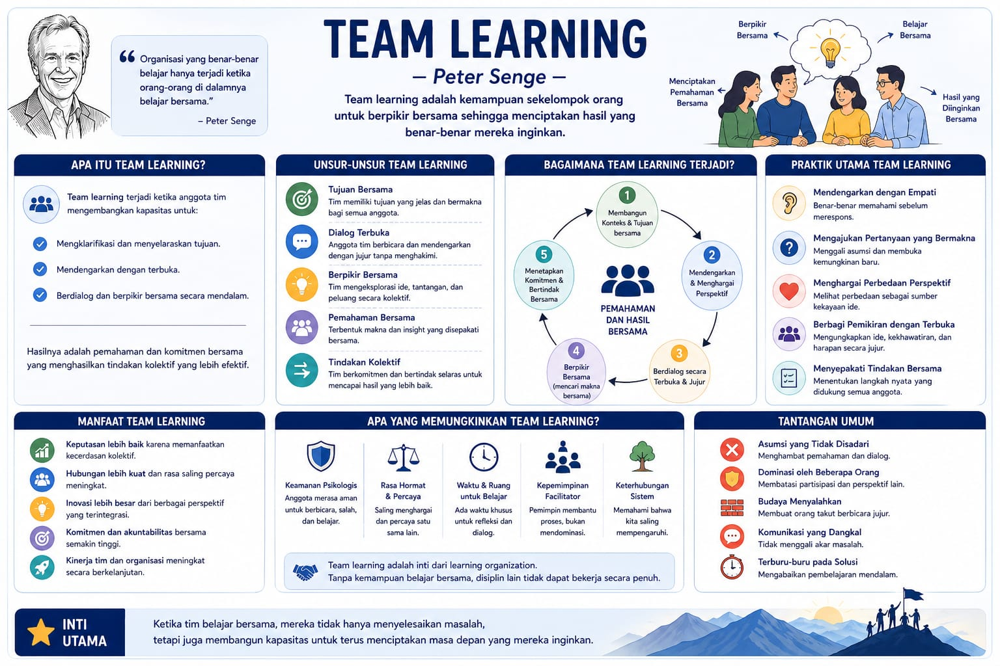 “ Organisasi yang benar-benar
belajar hanya terjadi ketika
orang-orang di dalamnya
belajar bersama.”
– Peter Senge
TEAM LEARNING
— Peter Senge —
Team learning adalah kemampuan sekelompok orang
untuk berpikir bersama sehingga menciptakan hasil yang
benar-benar mereka inginkan.
Berpikir
Bersama
Belajar
Bersama
Menciptakan
Pemahaman
Bersama
Hasil yang
Diinginkan
Bersama
APA ITU TEAM LEARNING?
Team learning terjadi ketika anggota tim
mengembangkan kapasitas untuk:
Mengklarifikasi dan menyelaraskan tujuan.
Mendengarkan dengan terbuka.
Berdialog dan berpikir bersama secara mendalam.
Hasilnya adalah pemahaman dan komitmen bersama
yang menghasilkan tindakan kolektif yang lebih efektif.
UNSUR-UNSUR TEAM LEARNING
Tujuan Bersama
Tim memiliki tujuan yang jelas dan bermakna
bagi semua anggota.
Dialog Terbuka
Anggota tim berbicara dan mendengarkan
dengan jujur tanpa menghakimi.
Berpikir Bersama
Tim mengeksplorasi ide, tantangan, dan
peluang secara kolektif.
Pemahaman Bersama
Terbentuk makna dan insight yang disepakati
bersama.
Tindakan Kolektif
Tim berkomitmen dan bertindak selaras untuk
mencapai hasil yang lebih baik.
BAGAIMANA TEAM LEARNING TERJADI?
1
Membangun
Konteks & Tujuan
bersama
2
Mendengarkan
& Menghargai
Perspektif
3
Berdialog secara
Terbuka & Jujur
4
Berpikir
Bersama
(mencari makna
bersama)
5
Menetapkan
Komitmen &
Bertindak
Bersama
PEMAHAMAN
DAN HASIL
BERSAMA
PRAKTIK UTAMA TEAM LEARNING
Mendengarkan dengan Empati
Benar-benar memahami sebelum
merespons.
?
Mengajukan Pertanyaan yang Bermakna
Menggali asumsi dan membuka
kemungkinan baru.
Menghargai Perbedaan Perspektif
Melihat perbedaan sebagai sumber
kekayaan ide.
Berbagi Pemikiran dengan Terbuka
Mengungkapkan ide, kekhawatiran, dan
harapan secara jujur.
Menyepakati Tindakan Bersama
Menentukan langkah nyata yang
didukung semua anggota.
MANFAAT TEAM LEARNING
Keputasan lebih baik karena memanfaatkan
kecerdasan kolektif.
Hubungan lebih kuat dan rasa saling percaya
meningkat.
Inovasi lebih besar dari berbagai perspektif
yang terintegrasi.
Komitmen dan akuntabilitas bersama
semakin tinggi.
Kinerja tim dan organisasi meningkat
secara berkelanjutan.
APA YANG MEMUNGKINKAN TEAM LEARNING?
Keamanan Psikologis
Anggota merasa aman
untuk berbicara, salah,
dan belajar.
Rasa Hormat
& Percaya
Saling menghargai
dan percaya satu
sama lain.
Waktu & Ruang
untuk Belajar
Ada waktu khusus
untuk refleksi dan
dialog.
Kepemimpinan
Facilitator
Pemimpin membantu
proses, bukan
mendominasi.
Keterhubungan
Sistem
Memahami bahwa
kita saling
mempengaruhi.
Team learning adalah inti dari learning organization.
Tanpa kemampuan belajar bersama, disiplin lain tidak dapat bekerja secara penuh.
TANTANGAN UMUM
Asumsi yang Tidak Disadari
Menghambat pemahaman dan dialog.
Dominasi oleh Beberapa Orang
Membatasi partisipasi dan perspektif lain.
Budaya Menyalahkan
Membuat orang takut berbicara jujur.
Komunikasi yang Dangkal
Tidak menggali akar masalah.
Terburu-buru pada Solusi
Mengabaikan pembelajaran mendalam.
INTI
UTAMA
Ketika tim belajar bersama, mereka tidak hanya menyelesaikan masalah,
tetapi juga membangun kapasitas untuk terus menciptakan masa depan yang mereka inginkan.